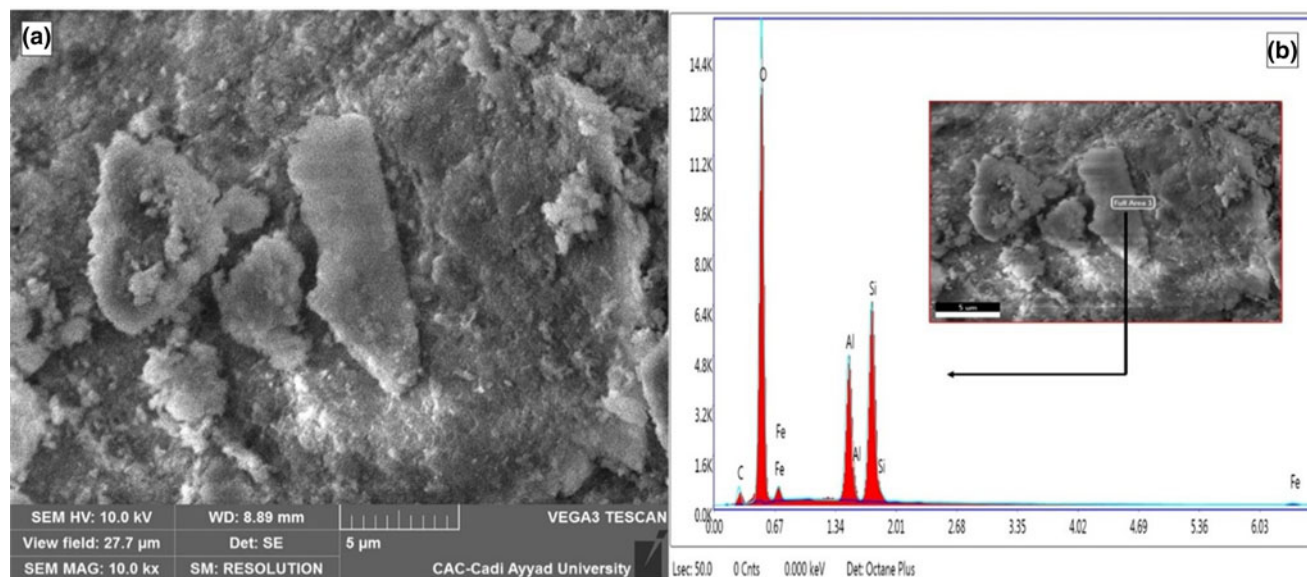 (a)
SEM HV: 10.0 kV
WD: 8.89 mm
VEGA3 TESCAN
View field: 27.7 µm
Det: SE
5 µm
SEM MAG: 10.0 kx
SM: RESOLUTION
CAC-Cadi Ayyad University
(b)
14.4K
12.8K
11.2K
9.6K
8.0K
6.4K
4.8K
3.2K
1.6K
0.0K
O
Si
Al
Fe
Al
Si
C
Fe
Fe
Full Area 1
5 um
0.00
0.67
1.34
2.01
2.68
3.35
4.02
4.69
5.36
6.03
Lsec: 50.0
0 Cnts
0.000 keV
Det: Octane Plus